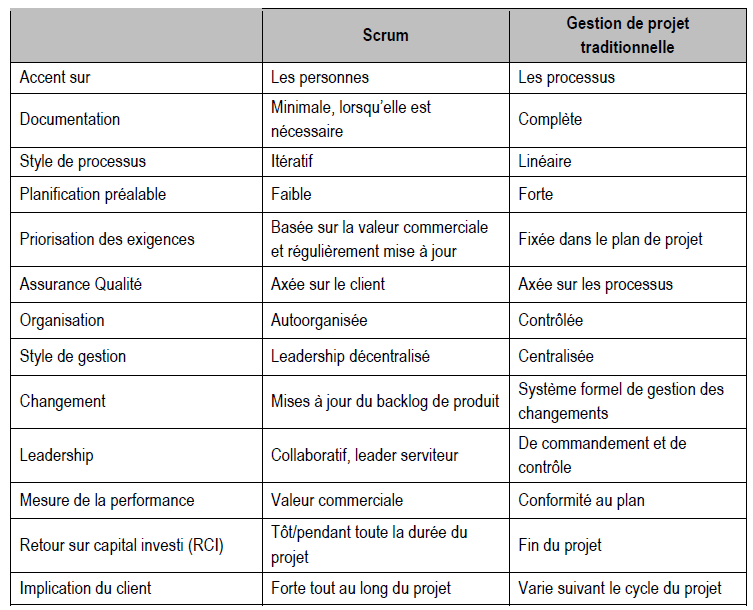 Scrum
Gestion de projet
traditionnelle
Accent sur
Les personnes
Les processus
Documentation
Minimale, lorsqu'elle est
nécessaire
Complète
Style de processus
Itératif
Linéaire
Planification préalable
Faible
Forte
Priorisation des exigences
Basée sur la valeur commerciale
et régulièrement mise à jour
Fixée dans le plan de projet
Assurance Qualité
Axée sur le client
Axée sur les processus
Organisation
Autoorganisée
Contrôlée
Style de gestion
Leadership décentralisé
Centralisée
Changement
Mises à jour du backlog de produit
Système formel de gestion des
changements
Leadership
Collaboratif, leader serviteur
De commandement et de
contrôle
Mesure de la performance
Valeur commerciale
Conformité au plan
Retour sur capital investi (RCI)
Tôt/pendant toute la durée du
projet
Fin du projet
Implication du client
Forte tout au long du projet
Varie suivant le cycle du projet